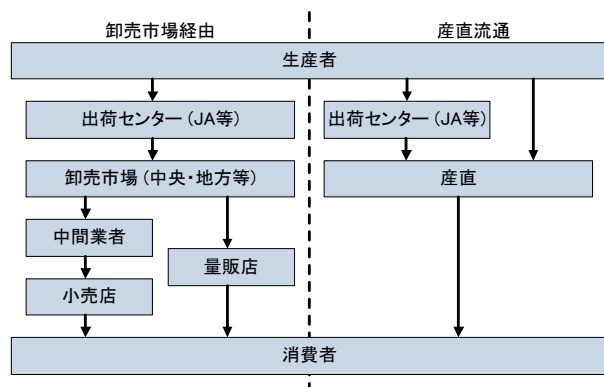 卸売市場経由
産直流通
生産者
出荷センター(JA等)
出荷センター(JA等)
卸売市場(中央・地方等)
産直
中間業者
量販店
小売店
消費者